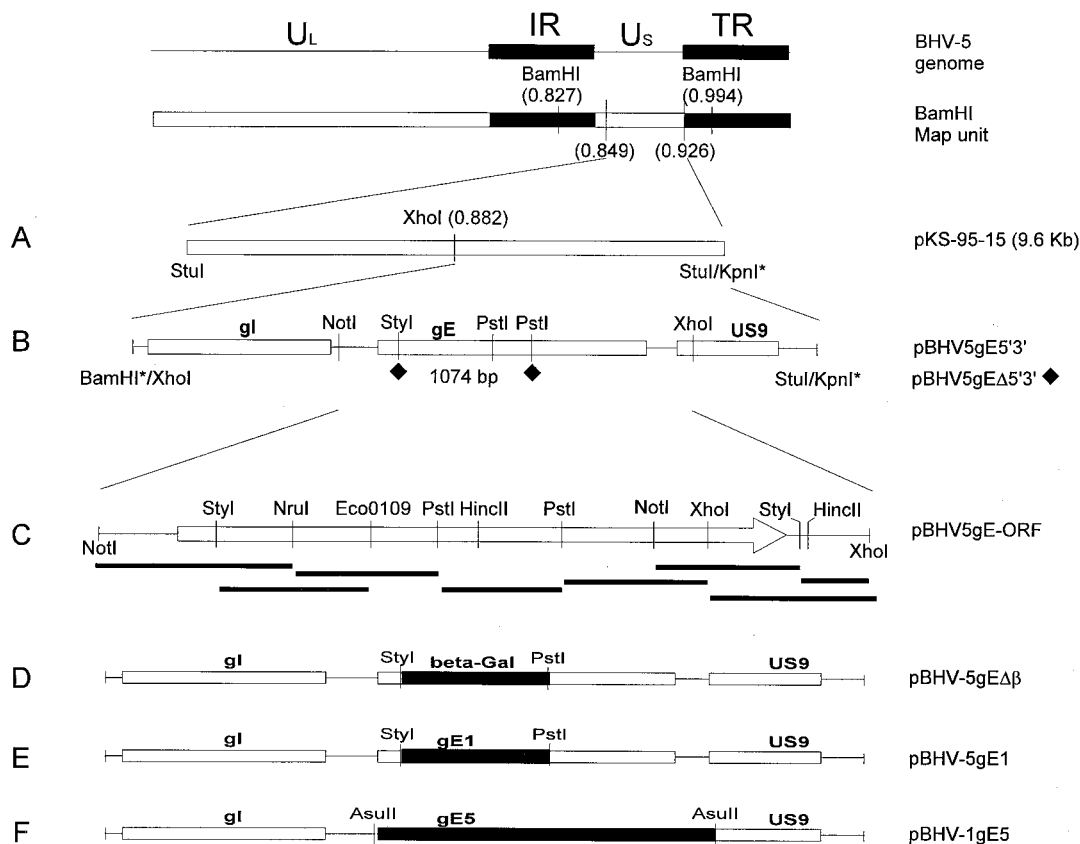 UL IR US TR
BHV-5 genome
BamHI (0.827) BamHI (0.994)
BamHI Map unit
(0.849) (0.926)
A XhoI (0.882) pKS-95-15 (9.6 Kb)
StuI StuI/KpnI*
B gI NotI StyI gE PstI PstI XhoI US9 pBHV5gE5'3'
BamHI*/XhoI 1074 bp StuI/KpnI* pBHV5gEΔ5'3' ◆
C StyI NruI Eco0109 PstI HincII PstI NotI XhoI StyI HincII pBHV5gE-ORF
NotI XhoI
D gI StyI beta-Gal PstI US9 pBHV-5gEΔβ
E gI StyI gE1 PstI US9 pBHV-5gE1
F gI AsuII gE5 AsuII US9 pBHV-1gE5